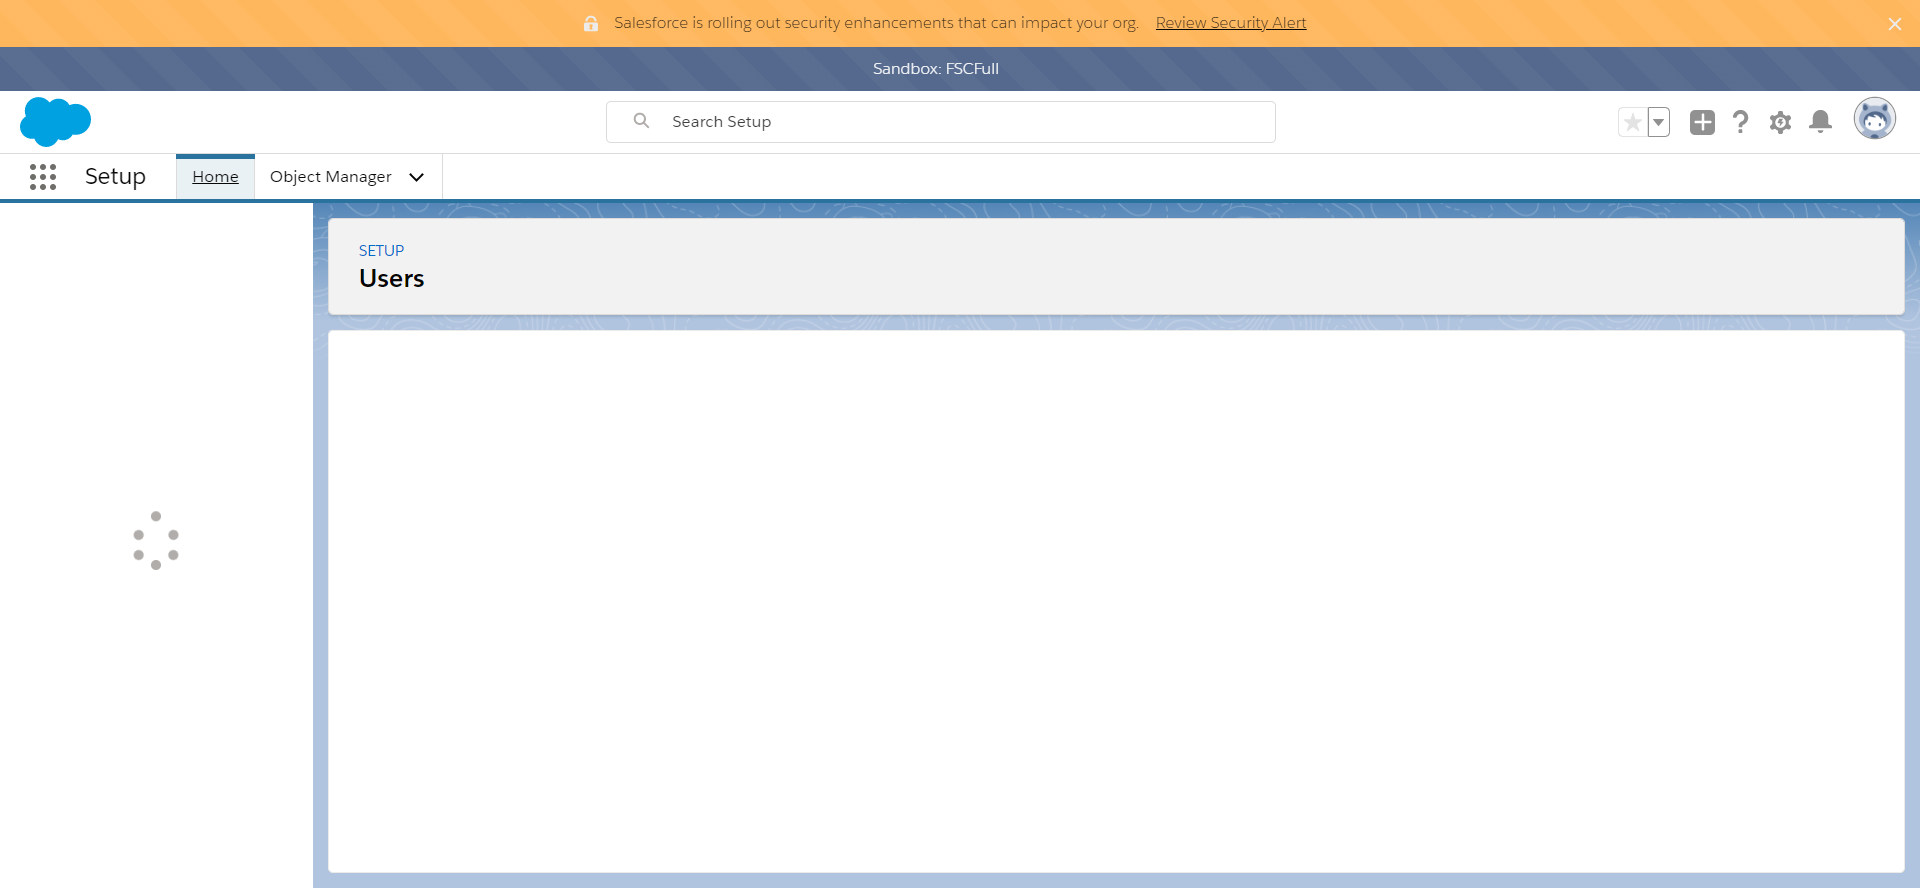 Salesforce is rolling out security enhancements that can impact your org. Review Security Alert
Sandbox: FSCFull
Search Setup
Setup
Home
Object Manager
SETUP
Users